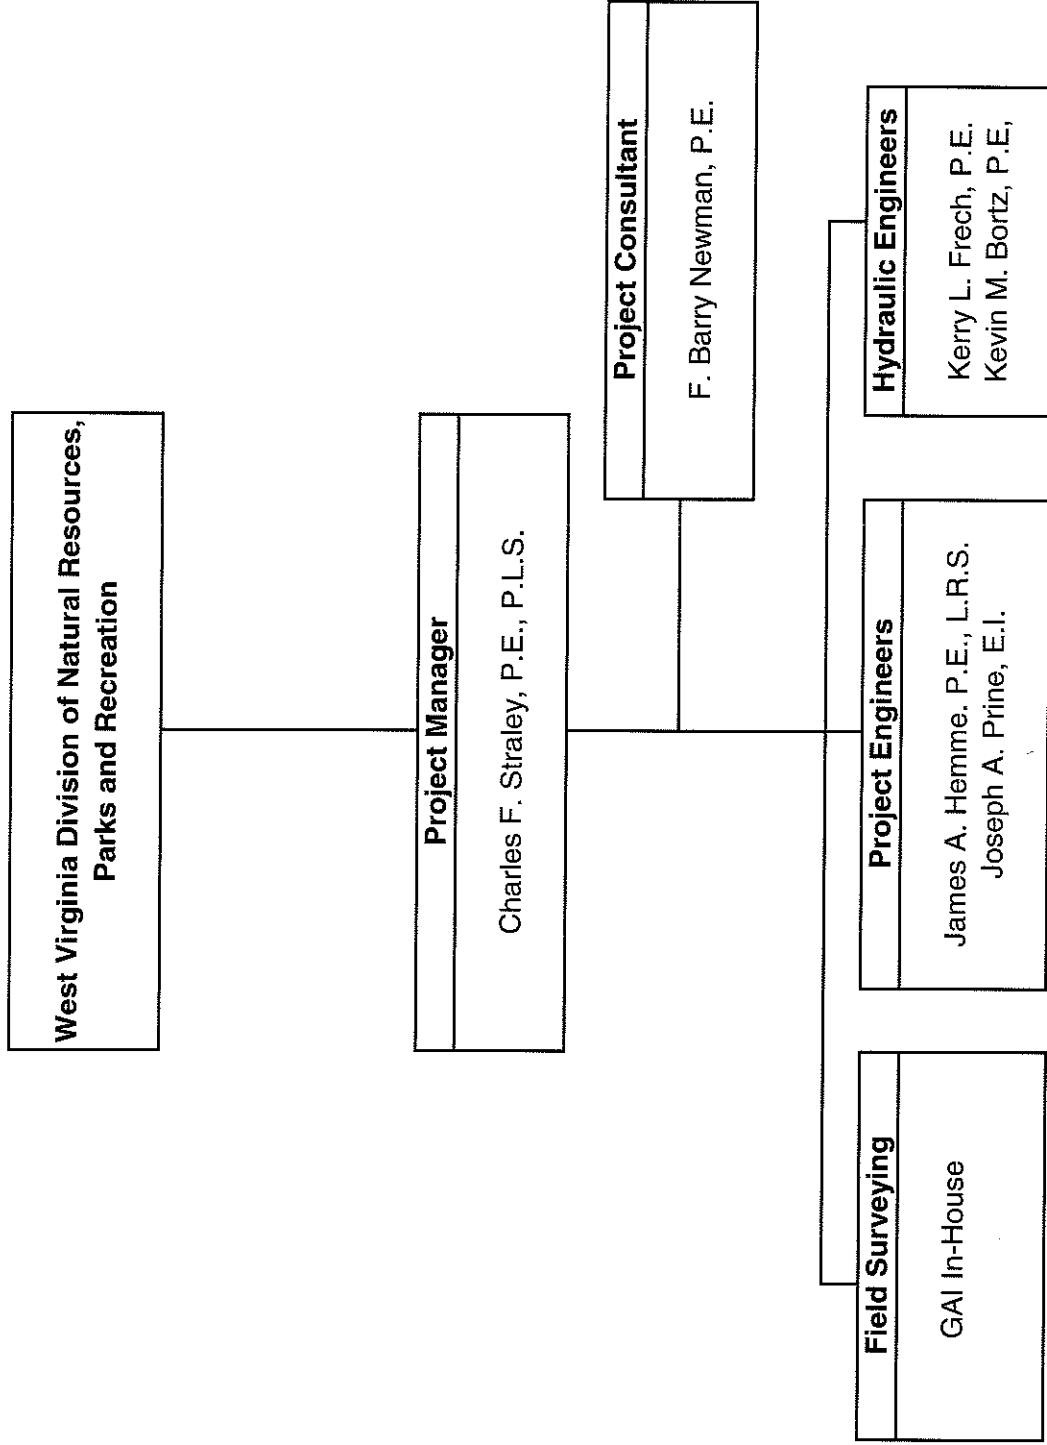 West Virginia Division of Natural Resources,
Parks and Recreation
Project Manager
Charles F. Straley, P.E., P.L.S.
Project Consultant
F. Barry Newman, P.E.
Field Surveying
GAI In-House
Project Engineers
James A. Hemme. P.E., L.R.S.
Joseph A. Prine, E.I.
Hydraulic Engineers
Kerry L. Frech, P.E.
Kevin M. Bortz, P.E,